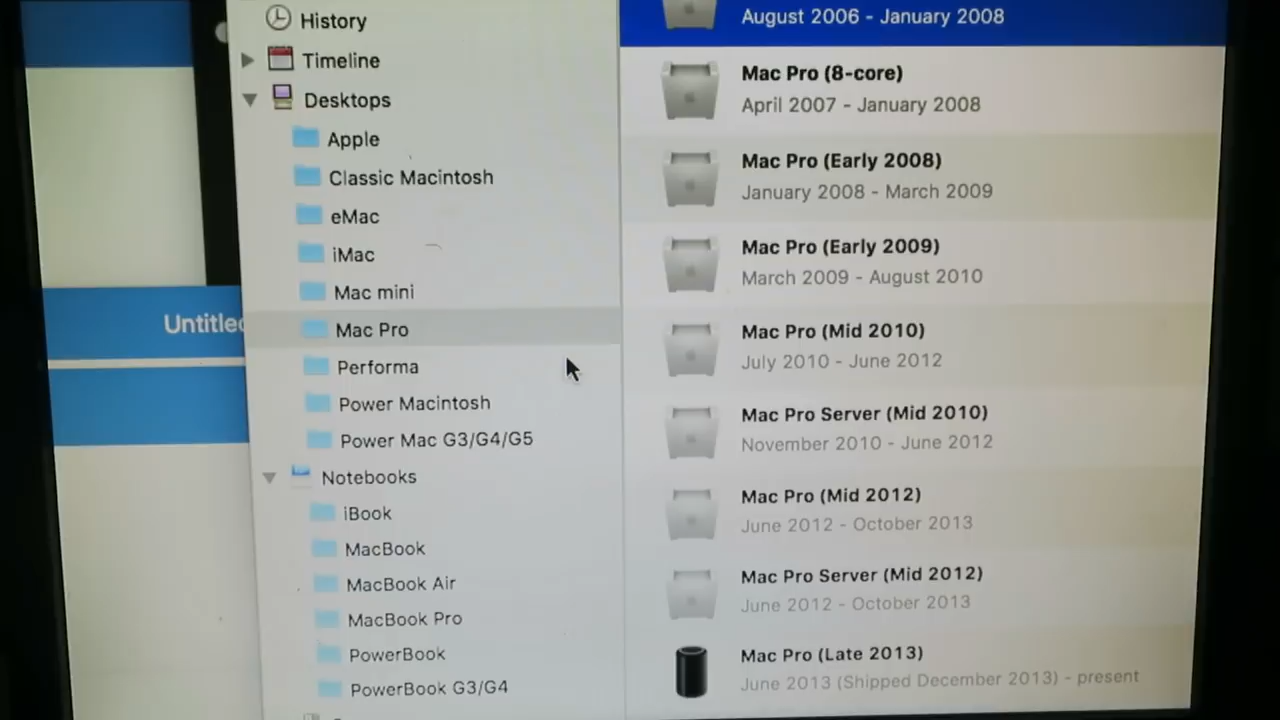 History
Timeline
Desktops
Apple
Classic Macintosh
eMac
iMac
Mac mini
Mac Pro
Performa
Power Macintosh
Power Mac G3/G4/G5
Notebooks
iBook
MacBook
MacBook Air
MacBook Pro
PowerBook
PowerBook G3/G4
August 2006 - January 2008
Mac Pro (8-core)
April 2007 - January 2008
Mac Pro (Early 2008)
January 2008 - March 2009
Mac Pro (Early 2009)
March 2009 - August 2010
Mac Pro (Mid 2010)
July 2010 - June 2012
Mac Pro Server (Mid 2010)
November 2010 - June 2012
Mac Pro (Mid 2012)
June 2012 - October 2013
Mac Pro Server (Mid 2012)
June 2012 - October 2013
Mac Pro (Late 2013)
June 2013 (Shipped December 2013) - present